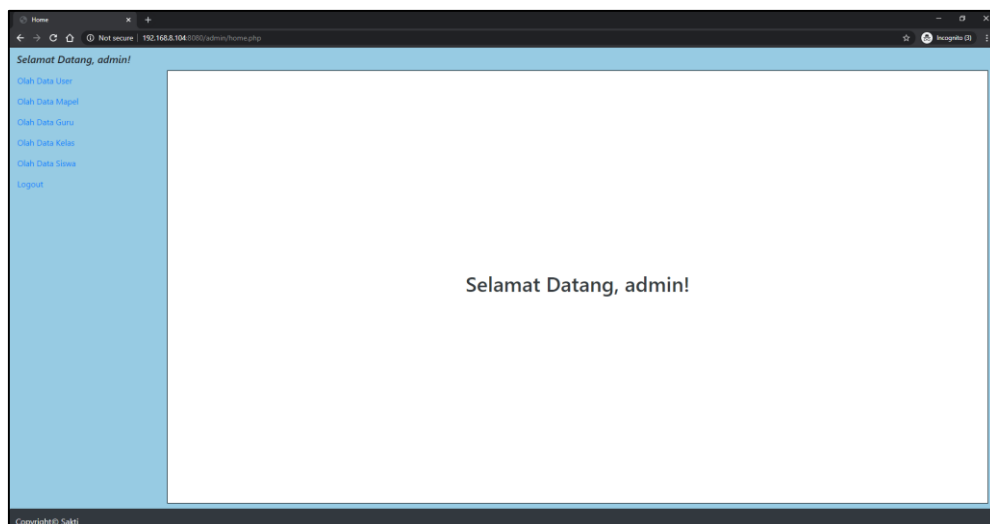 Home
Not secure | 192.168.8.104:8080/admin/home.php
Incognito (3)
Selamat Datang, admin!
Olah Data User
Olah Data Mapel
Olah Data Guru
Olah Data Kelas
Olah Data Siswa
Logout
Selamat Datang, admin!
Copyright© Sakti